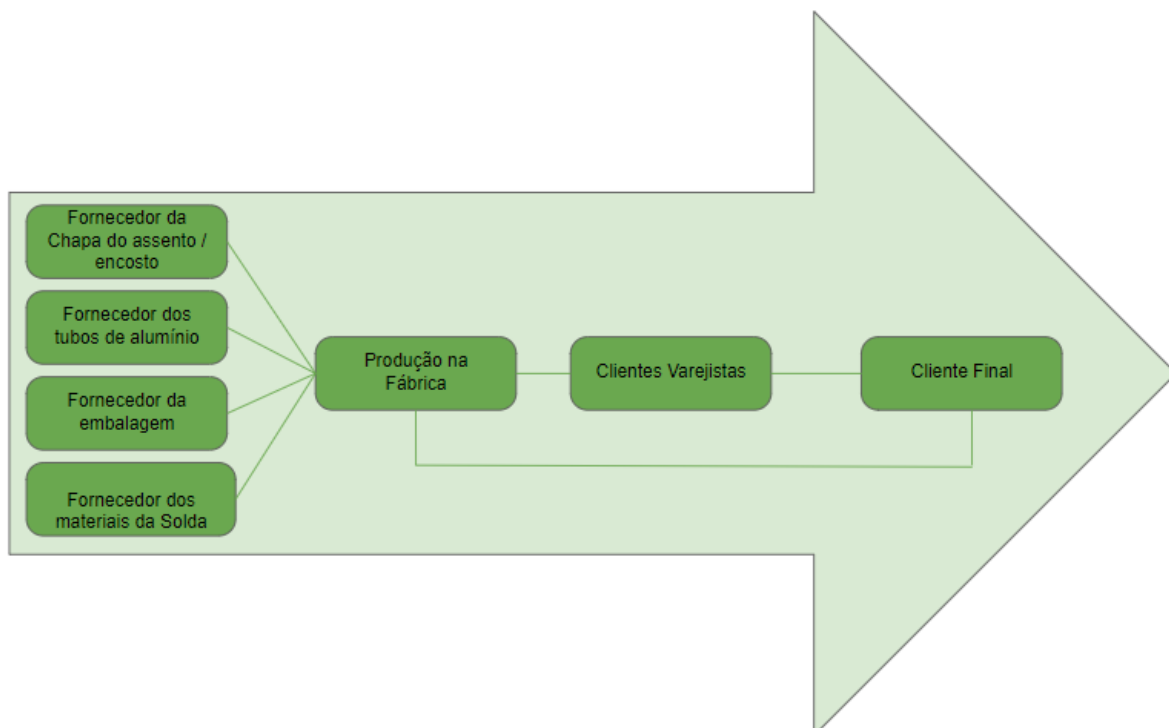 Fornecedor da
Chapa do assento /
encosto
Fornecedor dos
tubos de alumínio
Fornecedor da
embalagem
Fornecedor dos
materiais da Solda
Produção na
Fábrica
Clientes Varejistas
Cliente Final